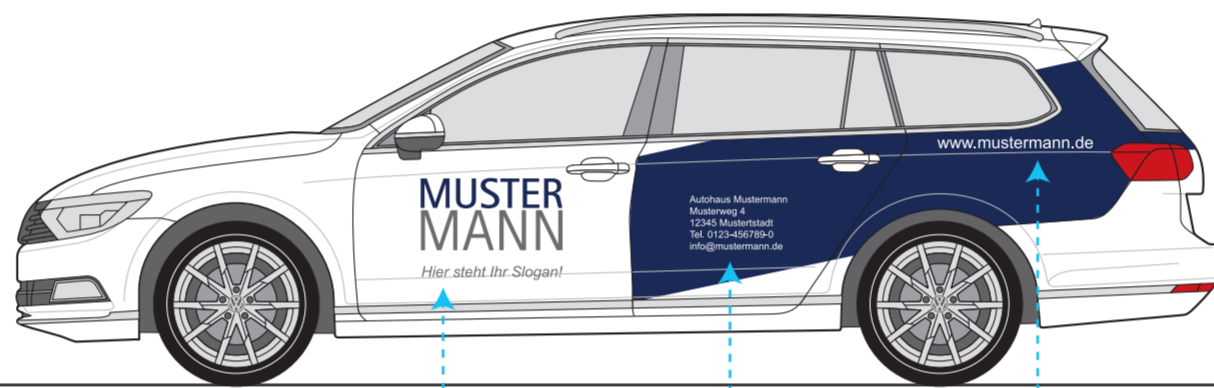 MUSTER
MANN
Hier steht Ihr Slogan!
Autohaus Mustermann
Musterweg 4
12345 Mustertstadt
Tel. 0123-456789-0
info@mustermann.de
www.mustermann.de